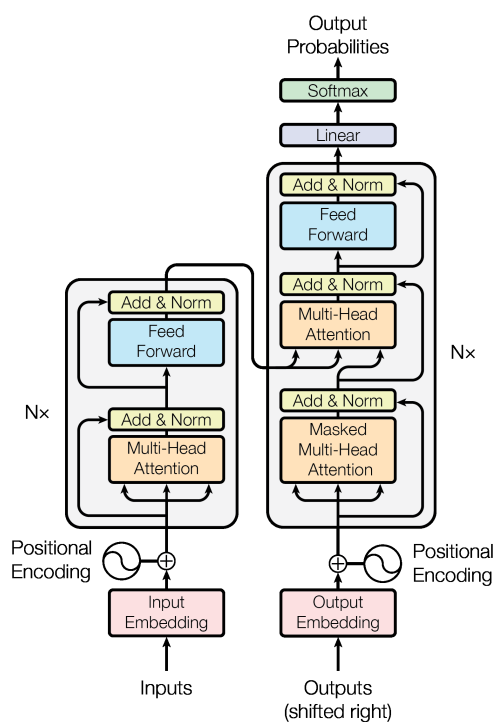 Output
Probabilities
Softmax
Linear
Add & Norm
Feed
Forward
Add & Norm
Multi-Head
Attention
Add & Norm
Masked
Multi-Head
Attention
Nx
Add & Norm
Feed
Forward
Add & Norm
Multi-Head
Attention
Nx
Positional
Encoding
Positional
Encoding
Input
Embedding
Output
Embedding
Inputs
Outputs
(shifted right)